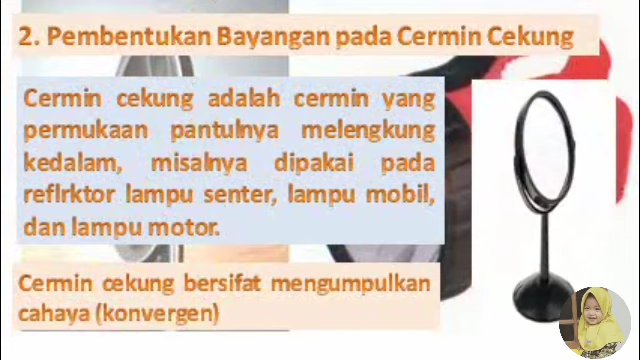 2. Pembentukan Bayangan pada Cermin Cekung
Cermin cekung adalah cermin yang
permukaan pantulnya melengkung
kedalam, misalnya dipakai pada
reflrktor lampu senter, lampu mobil,
dan lampu motor.
Cermin cekung bersifat mengumpulkan
cahaya (konvergen)